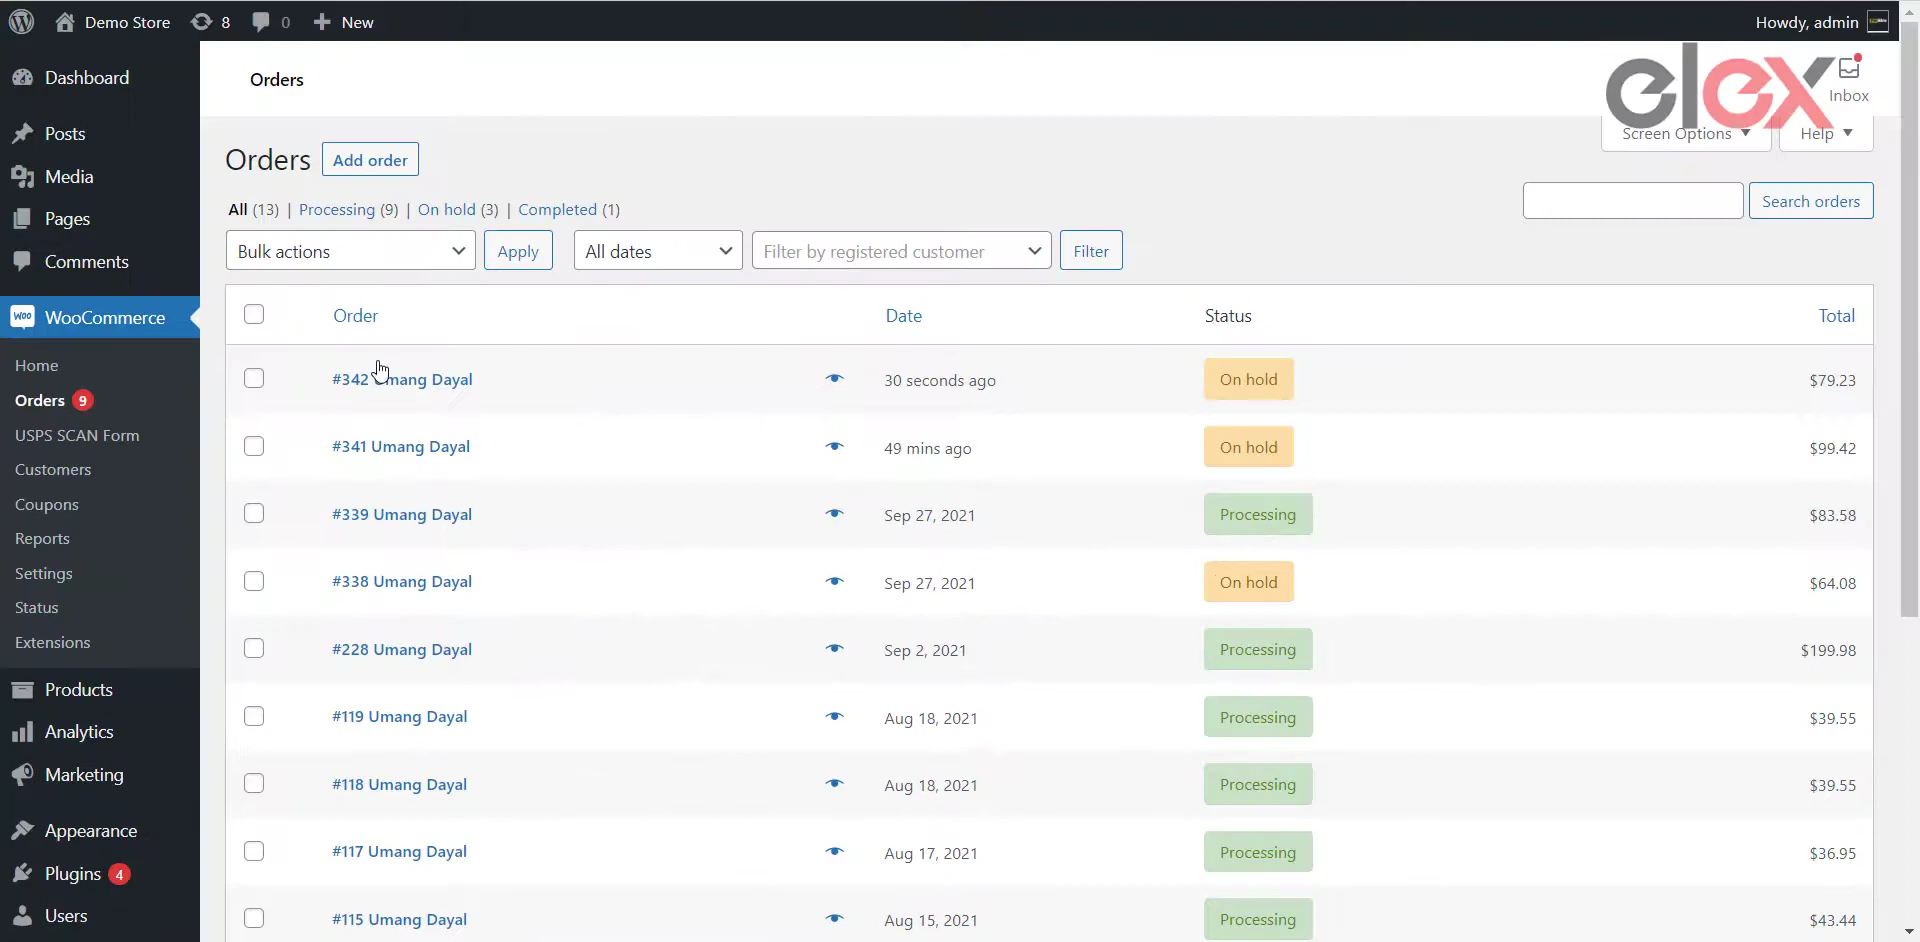 Demo Store 8 0 New Howdy, admin
elex
Inbox
Dashboard
Posts
Media
Pages
Comments
WooCommerce
Home
Orders 9
USPS SCAN Form
Customers
Coupons
Reports
Settings
Status
Extensions
Products
Analytics
Marketing
Appearance
Plugins 4
Users
Orders
Screen Options Help
Orders Add order
All (13) | Processing (9) | On hold (3) | Completed (1)
Search orders
Bulk actions Apply All dates Filter by registered customer Filter
Order Date Status Total
#342 Umang Dayal 30 seconds ago On hold $79.23
#341 Umang Dayal 49 mins ago On hold $99.42
#339 Umang Dayal Sep 27, 2021 Processing $83.58
#338 Umang Dayal Sep 27, 2021 On hold $64.08
#228 Umang Dayal Sep 2, 2021 Processing $199.98
#119 Umang Dayal Aug 18, 2021 Processing $39.55
#118 Umang Dayal Aug 18, 2021 Processing $39.55
#117 Umang Dayal Aug 17, 2021 Processing $36.95
#115 Umang Dayal Aug 15, 2021 Processing $43.44